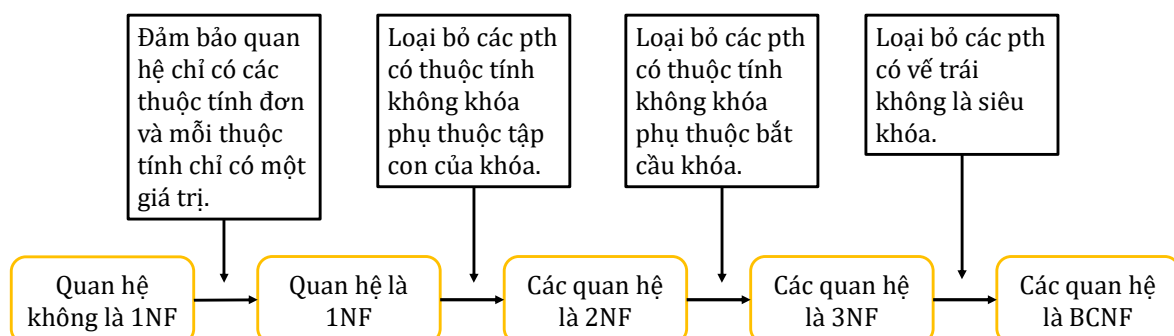 Đảm bảo quan
hệ chỉ có các
thuộc tính đơn
và mỗi thuộc
tính chỉ có một
giá trị.
Loại bỏ các pth
có thuộc tính
không khóa
phụ thuộc tập
con của khóa.
Loại bỏ các pth
có thuộc tính
không khóa
phụ thuộc bắt
cầu khóa.
Loại bỏ các pth
có vế trái
không là siêu
khóa.
Quan hệ
không là 1NF
Quan hệ là
1NF
Các quan hệ
là 2NF
Các quan hệ
là 3NF
Các quan hệ
là BCNF